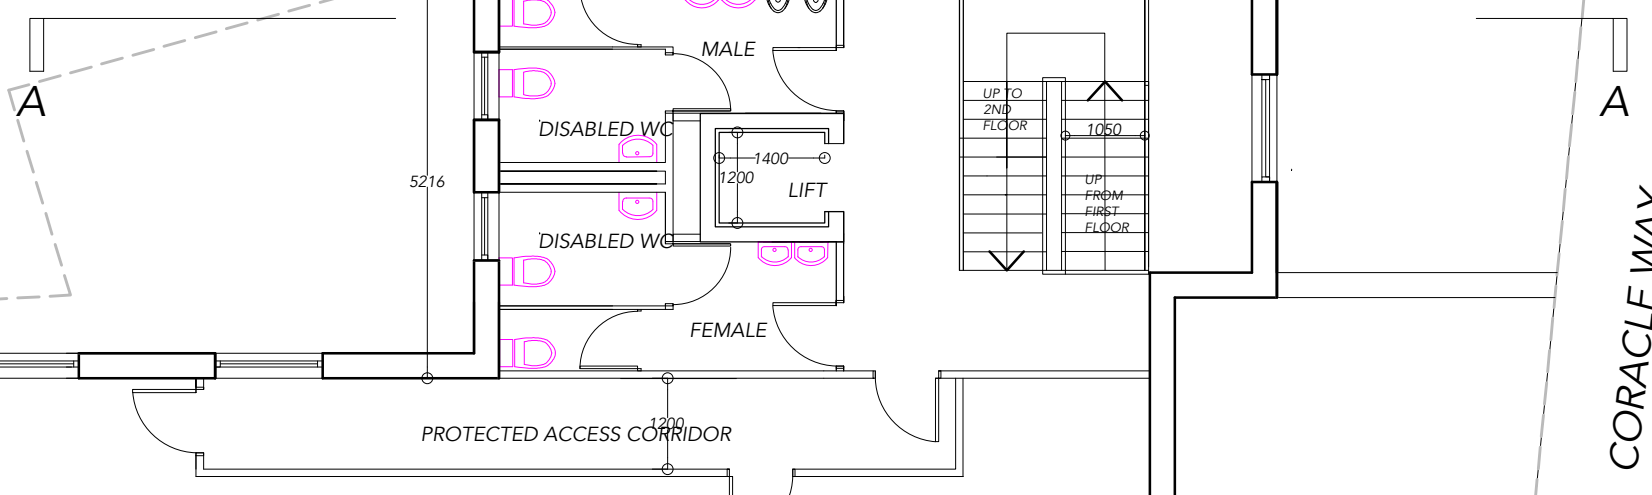 MALE
A
A
UP TO
2ND
FLOOR
DISABLED WC
1050
1400
1200
LIFT
5216
UP
FROM
FIRST
FLOOR
DISABLED WC
FEMALE
1200
PROTECTED ACCESS CORRIDOR
CORACLE WAY